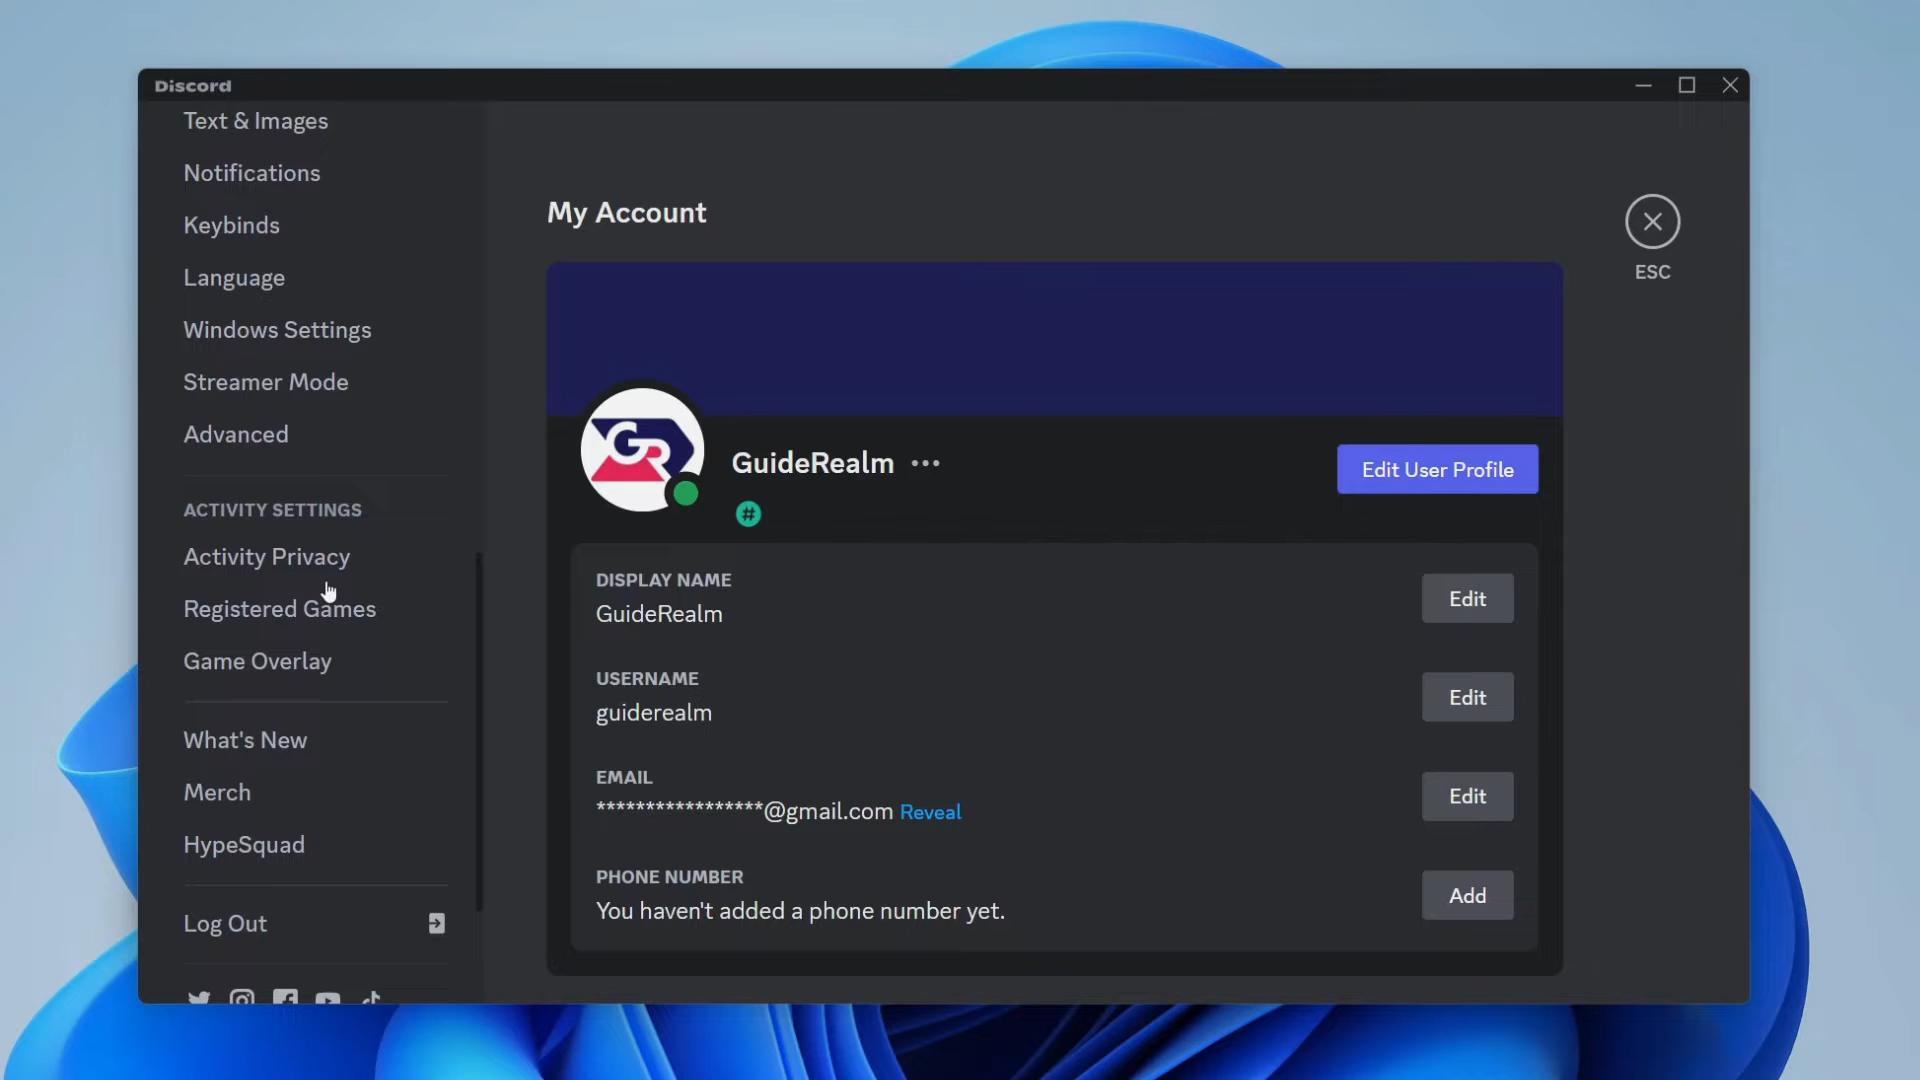 Discord
Text & Images
Notifications
Keybinds
Language
Windows Settings
Streamer Mode
Advanced
ACTIVITY SETTINGS
Activity Privacy
Registered Games
Game Overlay
What's New
Merch
HypeSquad
Log Out
My Account
ESC
GR
GuideRealm
Edit User Profile
#
DISPLAY NAME
GuideRealm
Edit
USERNAME
guiderealm
Edit
EMAIL
*****************@gmail.com Reveal
Edit
PHONE NUMBER
You haven't added a phone number yet.
Add